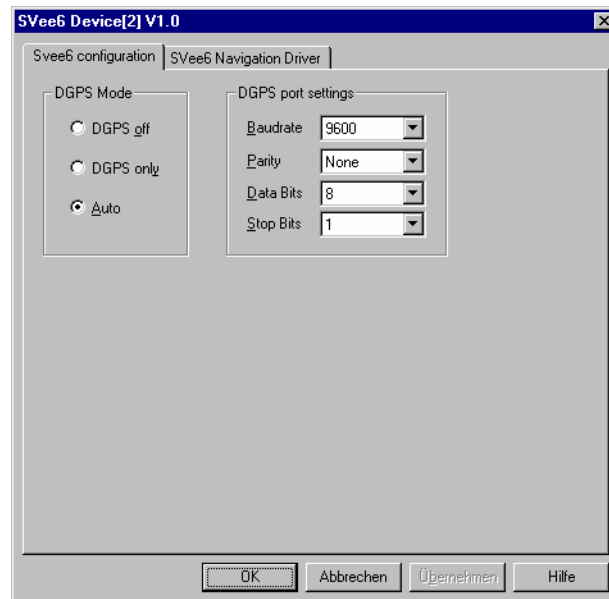 SVee6 Device[2] V1.0
Svee6 configuration
SVee6 Navigation Driver
DGPS Mode
DGPS off
DGPS only
Auto
DGPS port settings
Baudrate 9600
Parity None
Data Bits 8
Stop Bits 1
OK Abbrechen Übernehmen Hilfe